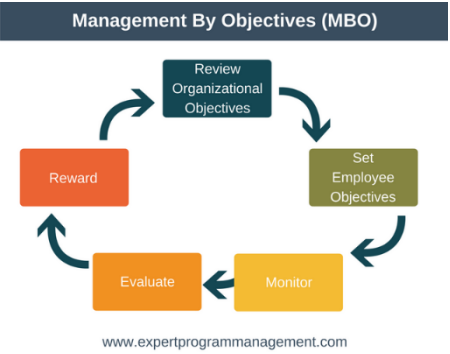 Management By Objectives (MBO)
Review
Organizational
Objectives
Set
Employee
Objectives
Monitor
Evaluate
Reward
www.expertprogrammanagement.com